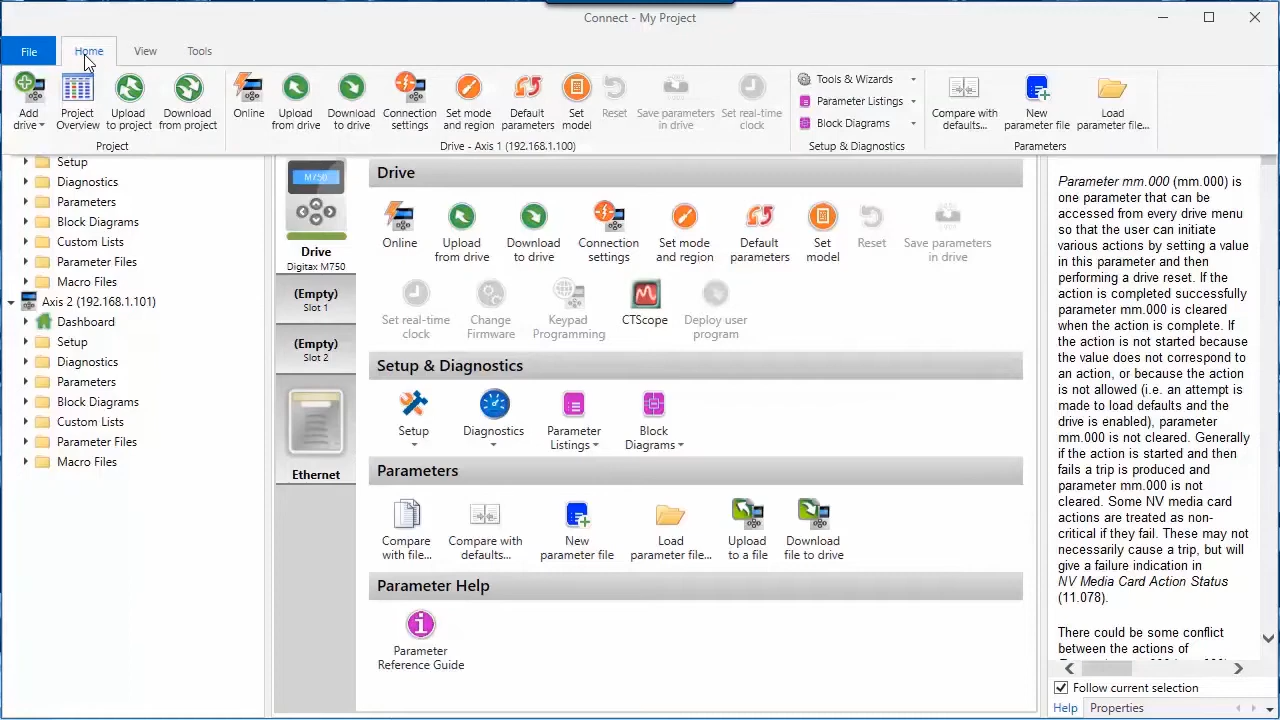 Connect - My Project
File
Home
View
Tools
Add
drive
Project
Overview
Upload
to project
Download
from project
Project
Online
Upload
from drive
Download
to drive
Connection
settings
Set mode
and region
Default
parameters
Set
model
Reset
Save parameters
in drive
Set real-time
clock
Drive - Axis 1 (192.168.1.100)
Tools & Wizards
Parameter Listings
Block Diagrams
Setup & Diagnostics
Compare with
defaults...
New
parameter file
Load
parameter file...
Parameters
Setup
Diagnostics
Parameters
Block Diagrams
Custom Lists
Parameter Files
Macro Files
Axis 2 (192.168.1.101)
Dashboard
Setup
Diagnostics
Parameters
Block Diagrams
Custom Lists
Parameter Files
Macro Files
M750
Drive
Digitax M750
(Empty)
Slot 1
(Empty)
Slot 2
Ethernet
Drive
Online
Upload
from drive
Download
to drive
Connection
settings
Set mode
and region
Default
parameters
Set
model
Reset
Save parameters
in drive
Set real-time
clock
Change
Firmware
Keypad
Programming
CTScope
Deploy user
program
Setup & Diagnostics
Setup
Diagnostics
Parameter
Listings
Block
Diagrams
Parameters
Compare
with file...
Compare with
defaults...
New
parameter file
Load
parameter file...
Upload
to a file
Download
file to drive
Parameter Help
Parameter
Reference Guide
Parameter mm.000 (mm.000) is
one parameter that can be
accessed from every drive menu
so that the user can initiate
various actions by setting a value
in this parameter and then
performing a drive reset. If the
action is completed successfully
parameter mm.000 is cleared
when the action is complete. If
the action is not started because
the value does not correspond to
an action, or because the action
is not allowed (i.e. an attempt is
made to load defaults and the
drive is enabled), parameter
mm.000 is not cleared. Generally
if the action is started and then
fails a trip is produced and
parameter mm.000 is not
cleared. Some NV media card
actions are treated as non-
critical if they fail. These may not
necessarily cause a trip, but will
give a failure indication in
NV Media Card Action Status
(11.078).
There could be some conflict
between the actions of
Follow current selection
Help
Properties